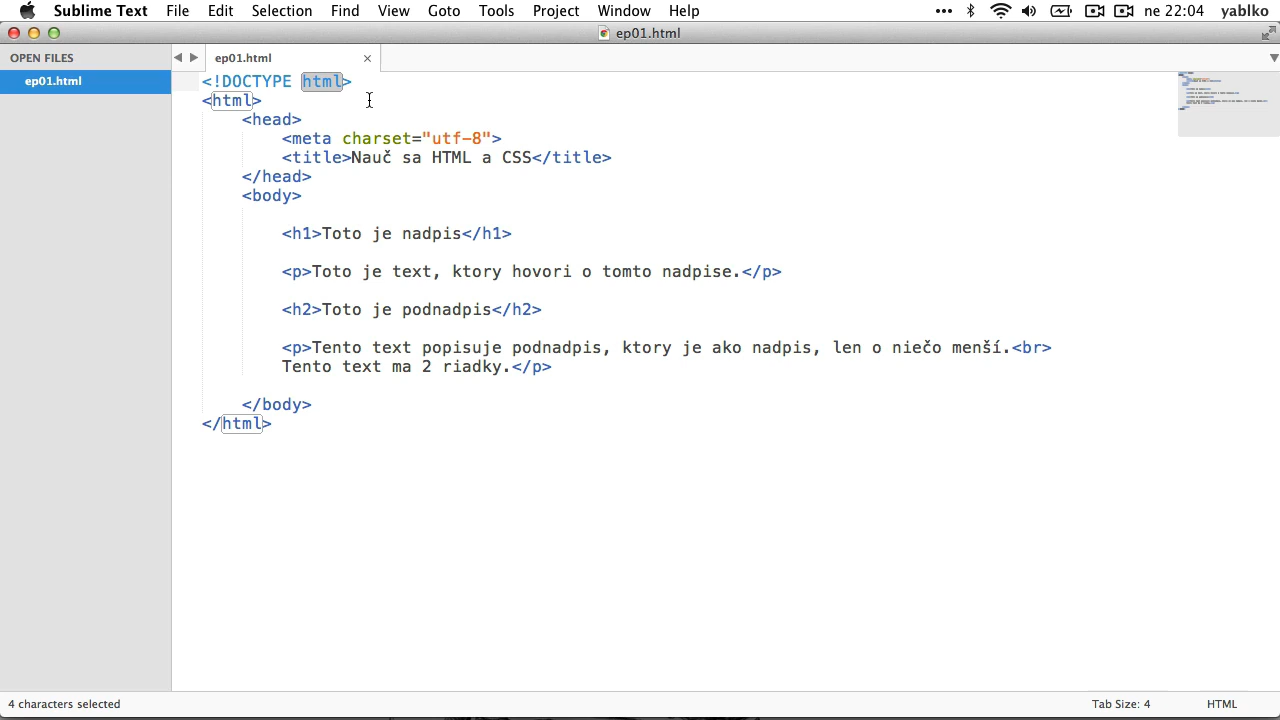 Sublime Text File Edit Selection Find View Goto Tools Project Window Help ne 22:04 yablko
ep01.html
OPEN FILES
ep01.html
ep01.html
<!DOCTYPE html>
<html>
<head>
<meta charset="utf-8">
<title>Nauč sa HTML a CSS</title>
</head>
<body>
<h1>Toto je nadpis</h1>
<p>Toto je text, ktory hovori o tomto nadpise.</p>
<h2>Toto je podnadpis</h2>
<p>Tento text popisuje podnadpis, ktory je ako nadpis, len o niečo menší.<br>
Tento text ma 2 riadky.</p>
</body>
</html>
4 characters selected Tab Size: 4 HTML